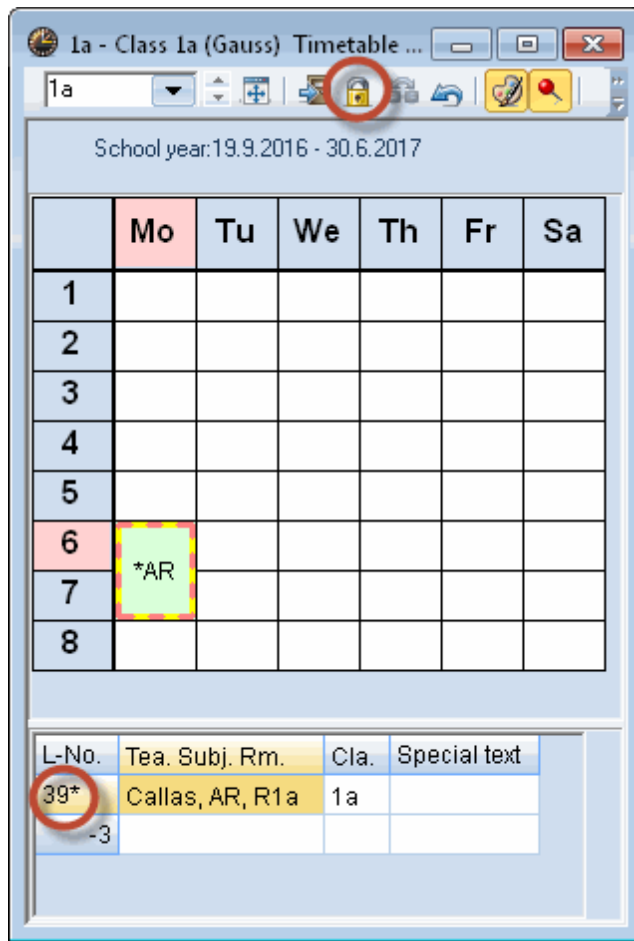 1a - Class 1a (Gauss) Timetable ...
1a
School year:19.9.2016 - 30.6.2017
Mo Tu We Th Fr Sa
1
2
3
4
5
6
*AR
7
8
L-No. Tea. Subj. Rm. Cla. Special text
39* Callas, AR, R1a 1a
-3